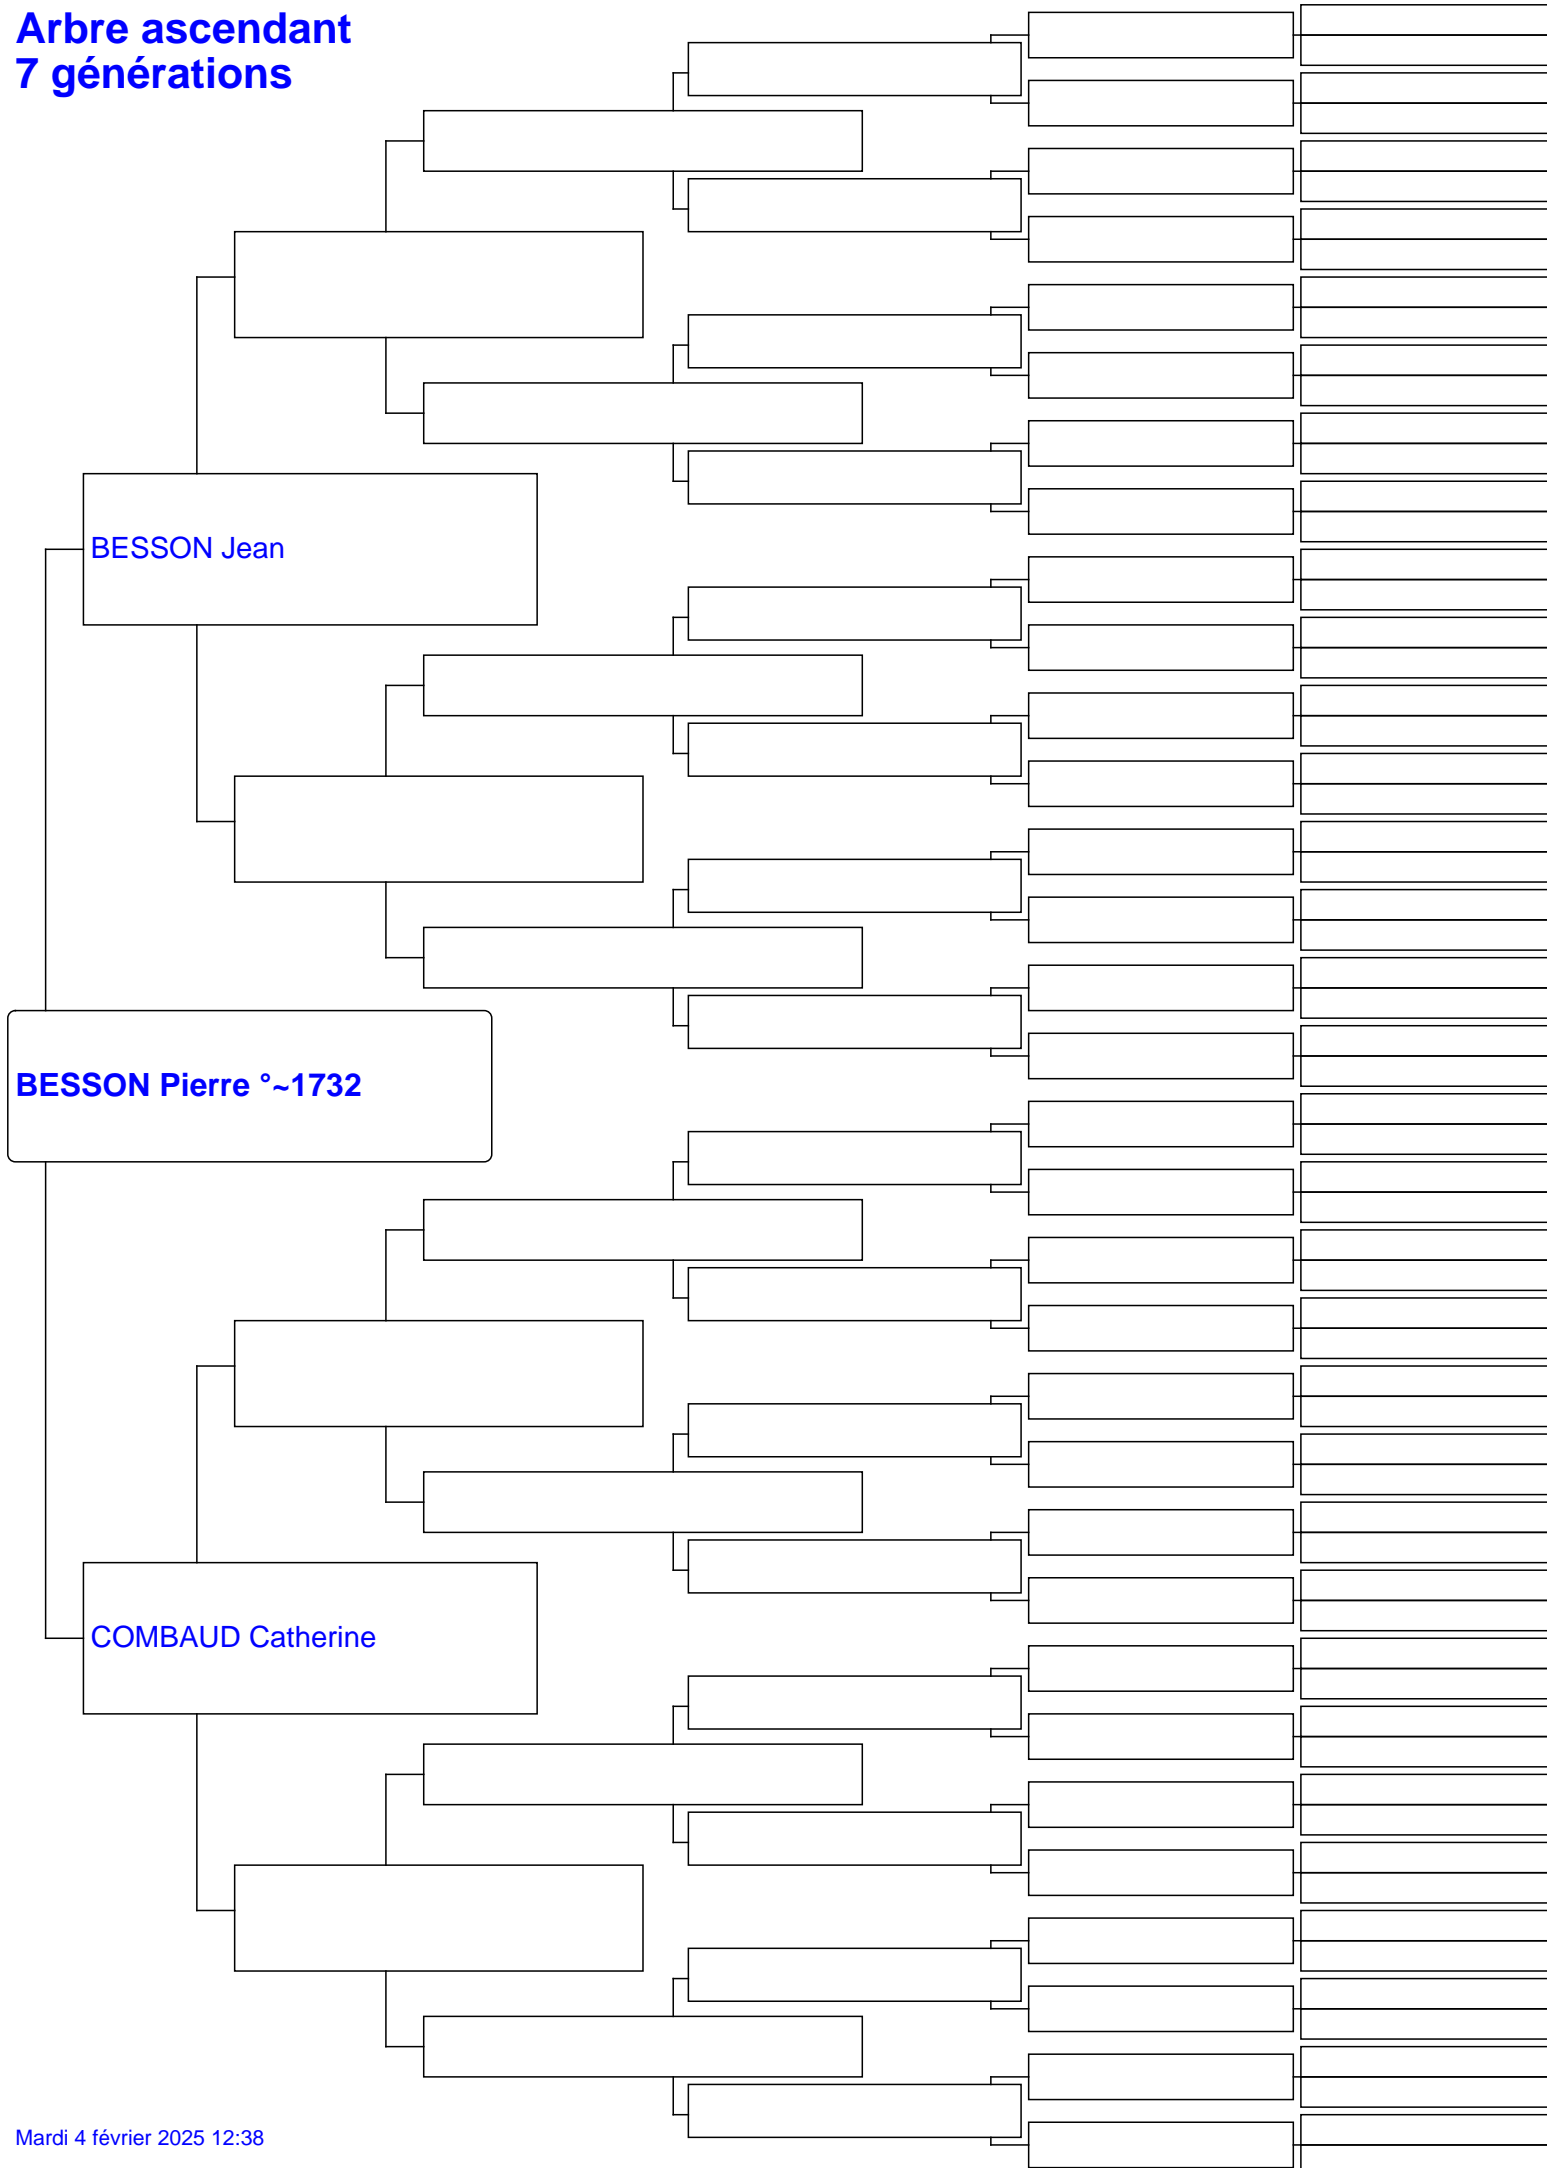 Arbre ascendant
7 générations
BESSON Jean
BESSON Pierre °~1732
COMBAUD Catherine
Mardi 4 février 2025 12:38